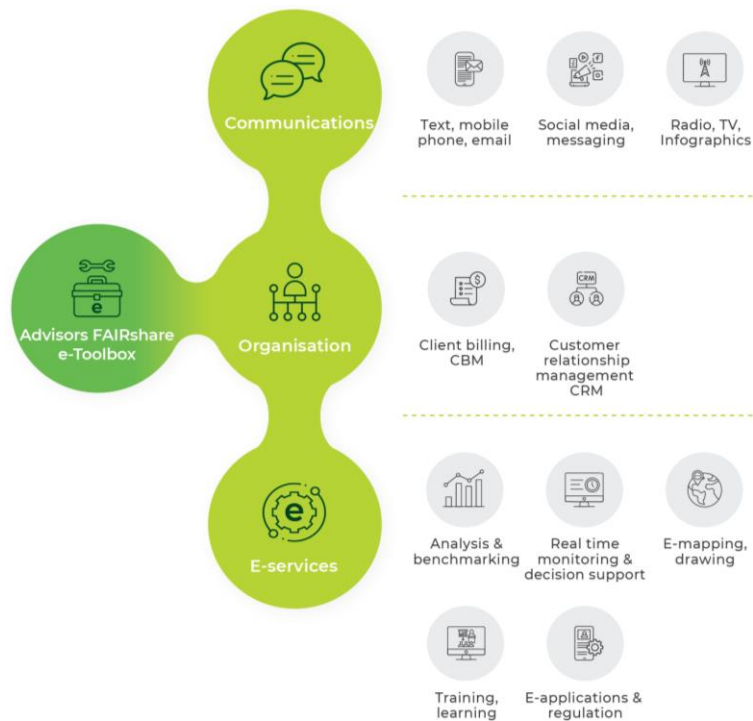 Communications
Text, mobile
phone, email
Social media,
messaging
Radio, TV,
Infographics
e
Advisors FAIRshare
e-Toolbox
Organisation
$
Client billing,
CBM
CRM
Customer
relationship
management
CRM
e
E-services
Analysis &
benchmarking
Real time
monitoring &
decision support
E-mapping,
drawing
Training,
learning
E-applications &
regulation